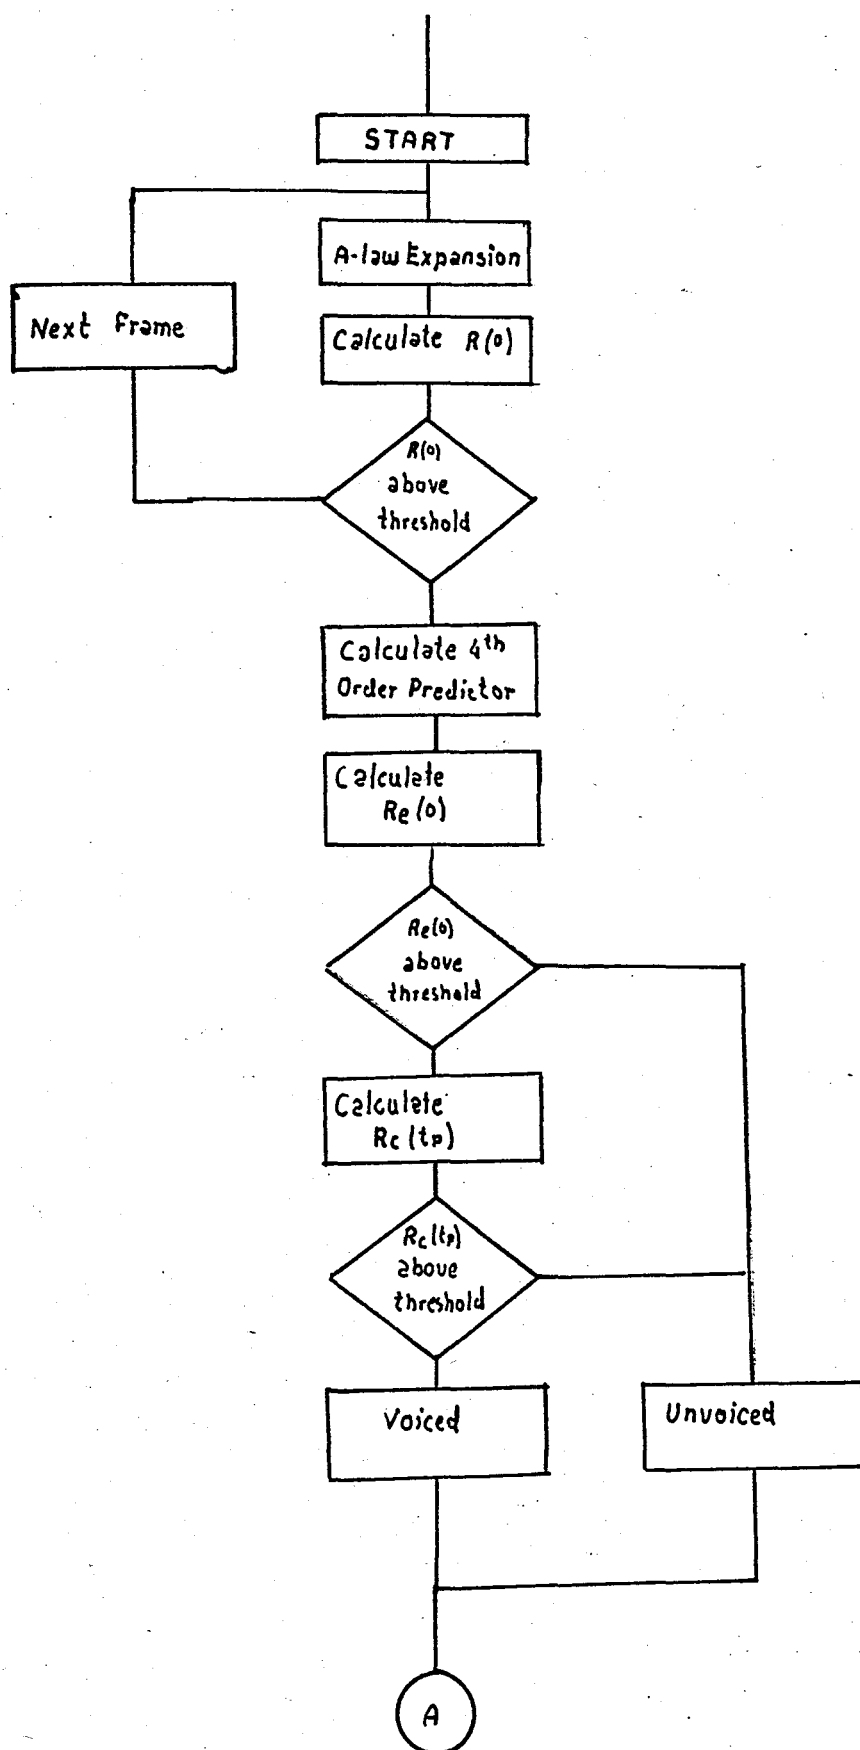 START
A-law Expansion
Next Frame
Calculate R(0)
R(0)
above
threshold
Calculate 4th
Order Predictor
Calculate
Re(0)
Re(0)
above
threshold
Calculate
Rc(tp)
Rc(tp)
above
threshold
Voiced
Unvoiced
A